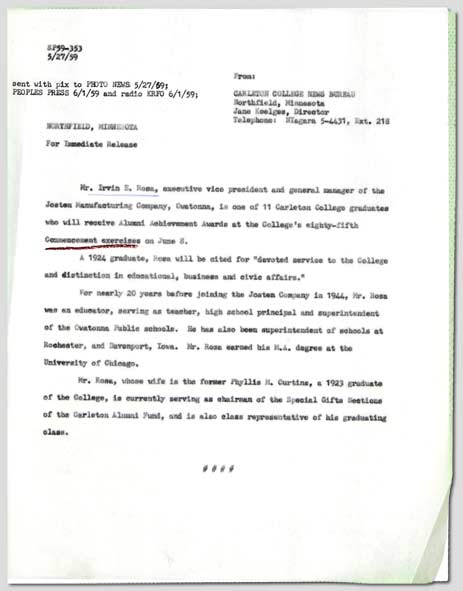 SP59-353
5/27/59
sent with pix to PHOTO NEWS 5/27/59;
PEOPLES PRESS 6/1/59 and radio KRFO 6/1/59;
From:
CARLETON COLLEGE NEWS BUREAU
Northfield, Minnesota
Jane Koelges, Director
Telephone: NIagara 5-4431, Ext. 218
NORTHFIELD, MINNESOTA
For Immediate Release
Mr. Irvin E. Rosa, executive vice president and general manager of the
Josten Manufacturing Company, Owatonna, is one of 11 Carleton College graduates
who will receive Alumni Achievement Awards at the College's eighty-fifth
Commencement exercises on June 8.
A 1924 graduate, Rosa will be cited for "devoted service to the College
and distinction in educational, business and civic affairs."
For nearly 20 years before joining the Josten Company in 1944, Mr. Rosa
was an educator, serving as teacher, high school principal and superintendent
of the Owatonna Public schools. He has also been superintendent of schools at
Rochester, and Davenport, Iowa. Mr. Rosa earned his M.A. degree at the
University of Chicago.
Mr. Rosa, whose wife is the former Phyllis M. Curtiss, a 1923 graduate
of the College, is currently serving as chairman of the Special Gifts Sections
of the Carleton Alumni Fund, and is also class representative of his graduating
class.
# # # #